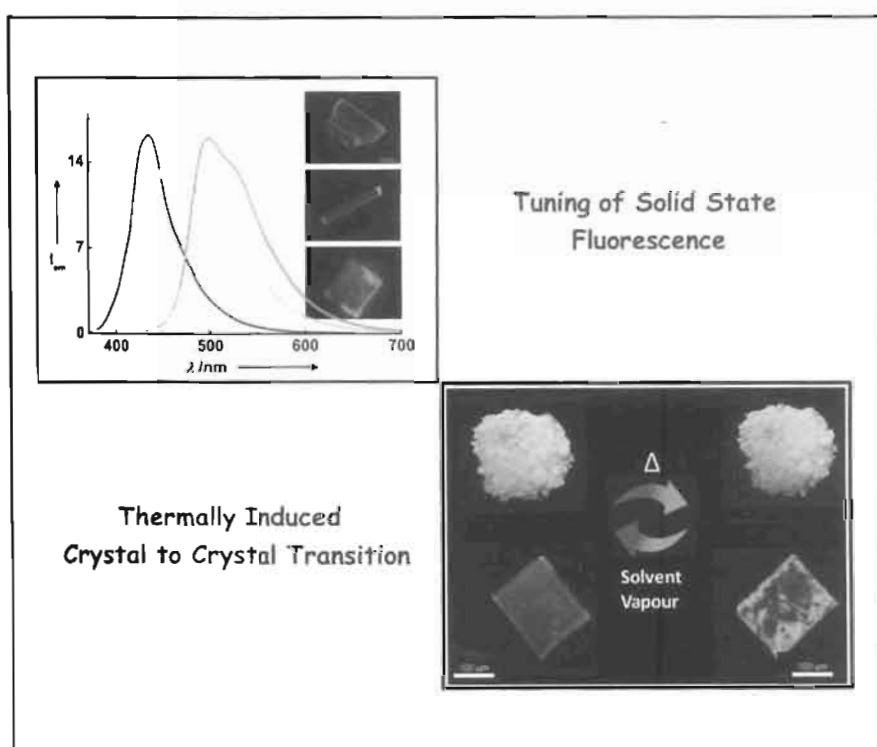 14
7
0
400 500 600 700
λ /nm
Tuning of Solid State
Fluorescence
Δ
Solvent
Vapour
Thermally Induced
Crystal to Crystal Transition